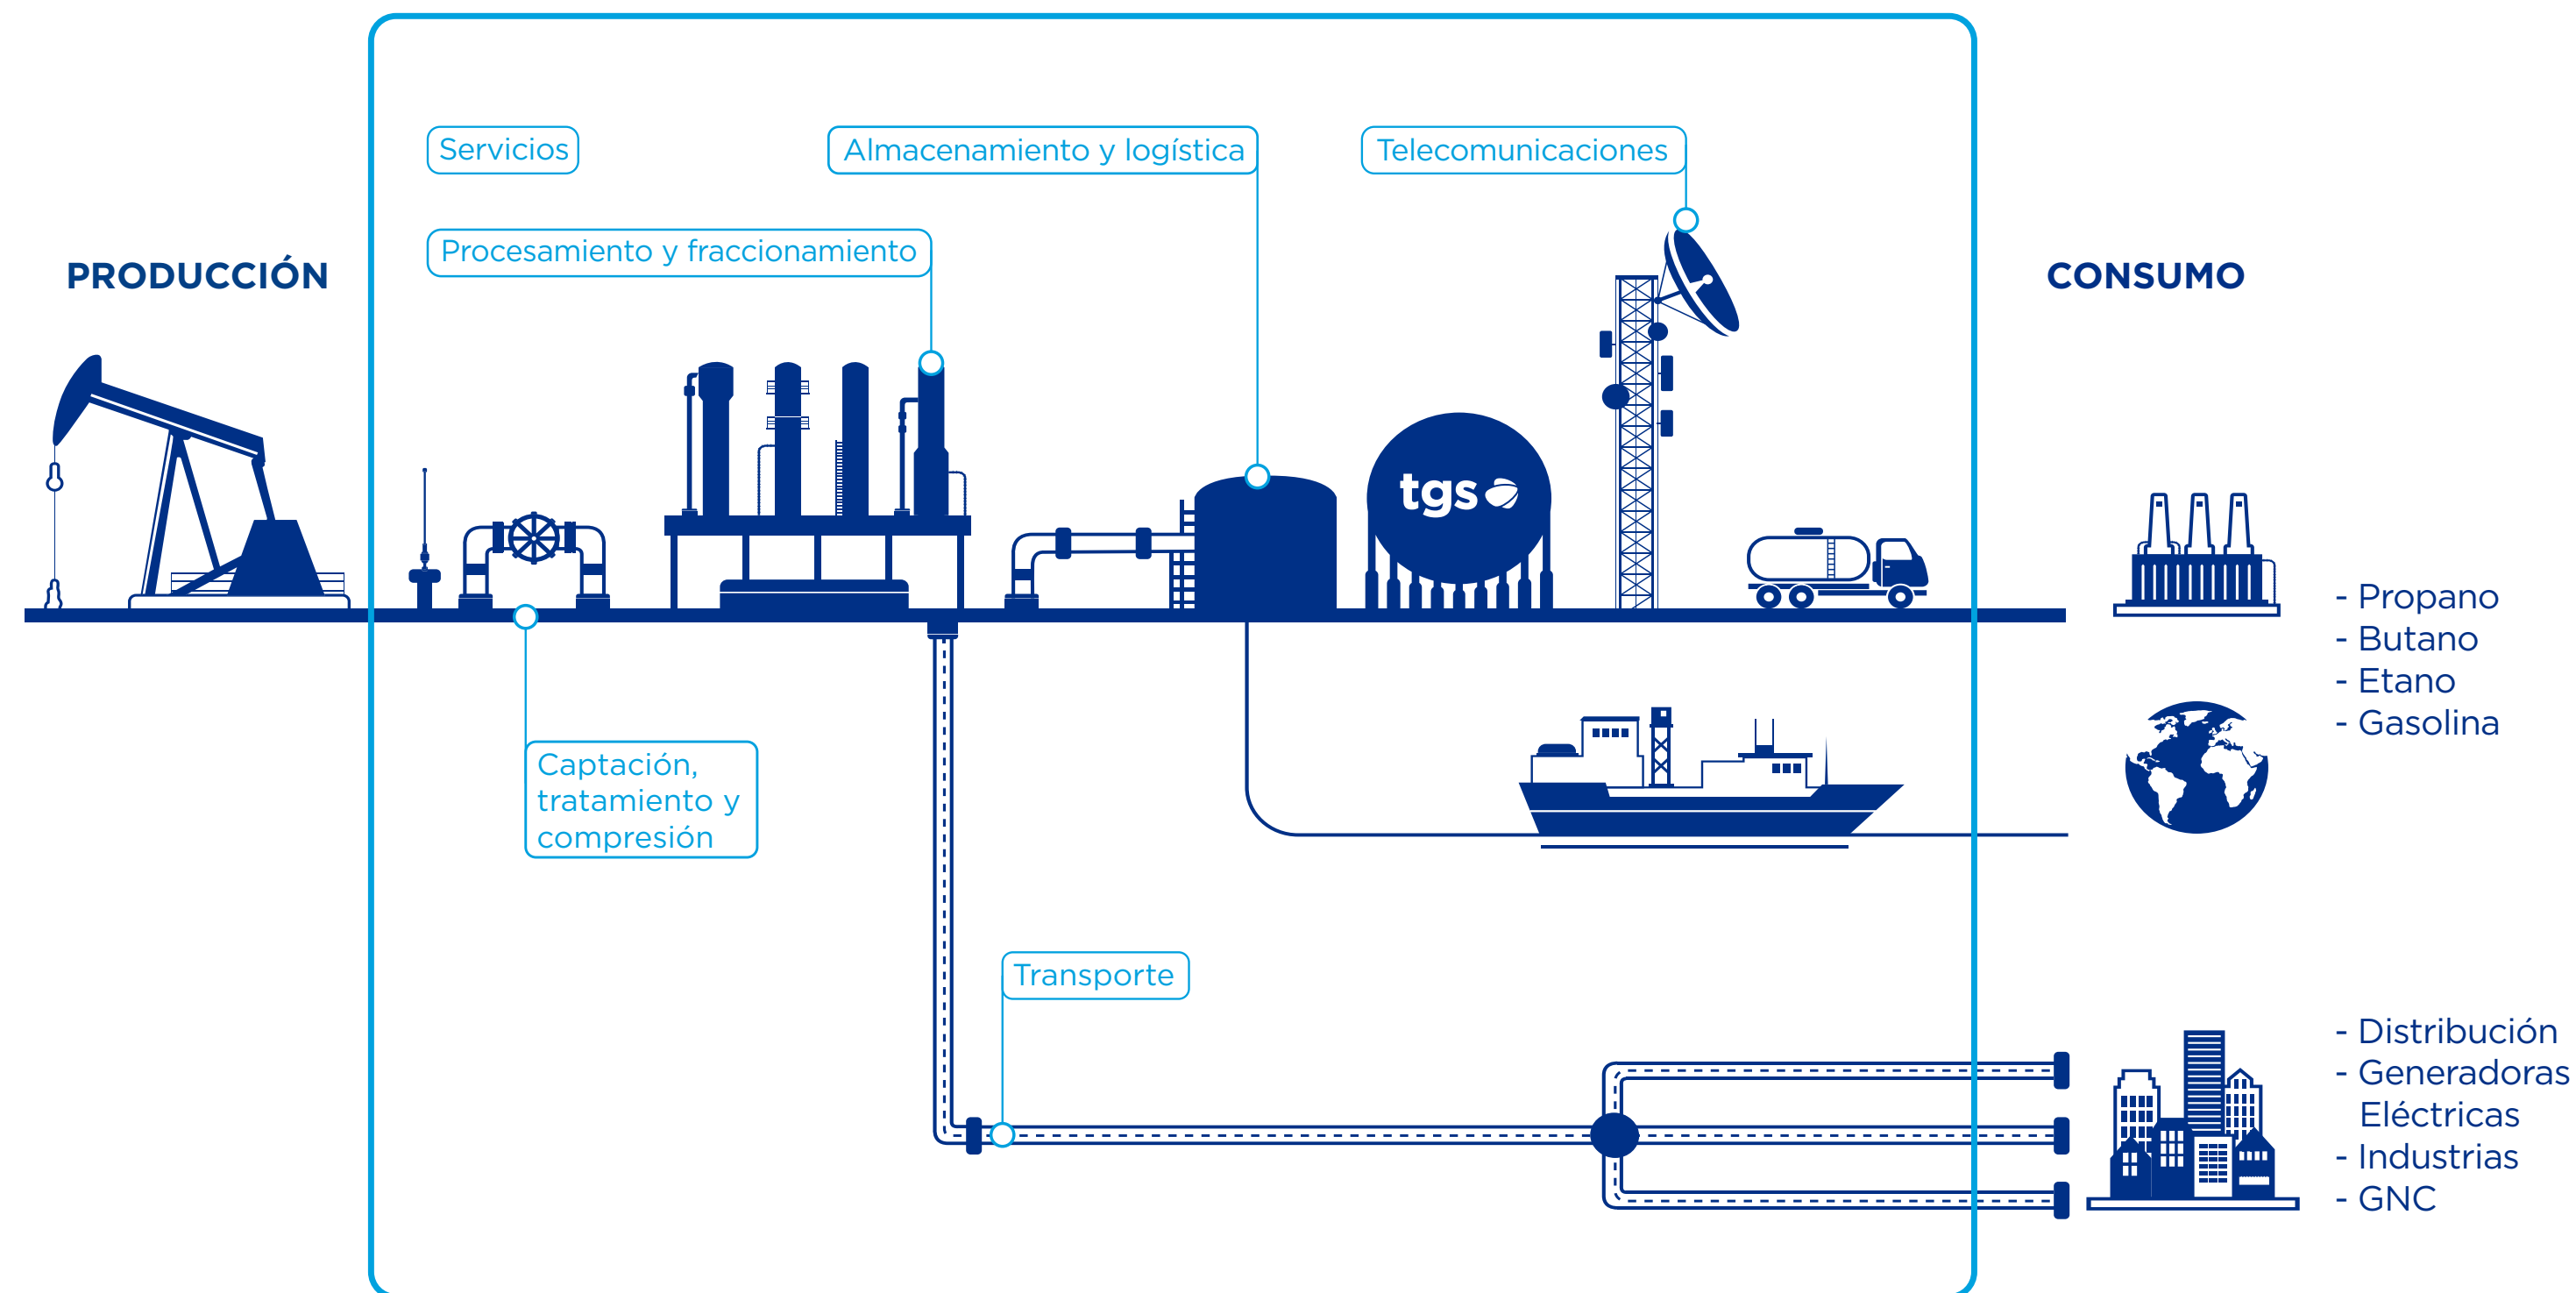 Servicios
Almacenamiento y logística
Telecomunicaciones
Procesamiento y fraccionamiento
PRODUCCIÓN
CONSUMO
tgs
- Propano
- Butano
- Etano
- Gasolina
Captación,
tratamiento y
compresión
Transporte
- Distribución
- Generadoras
Eléctricas
- Industrias
- GNC